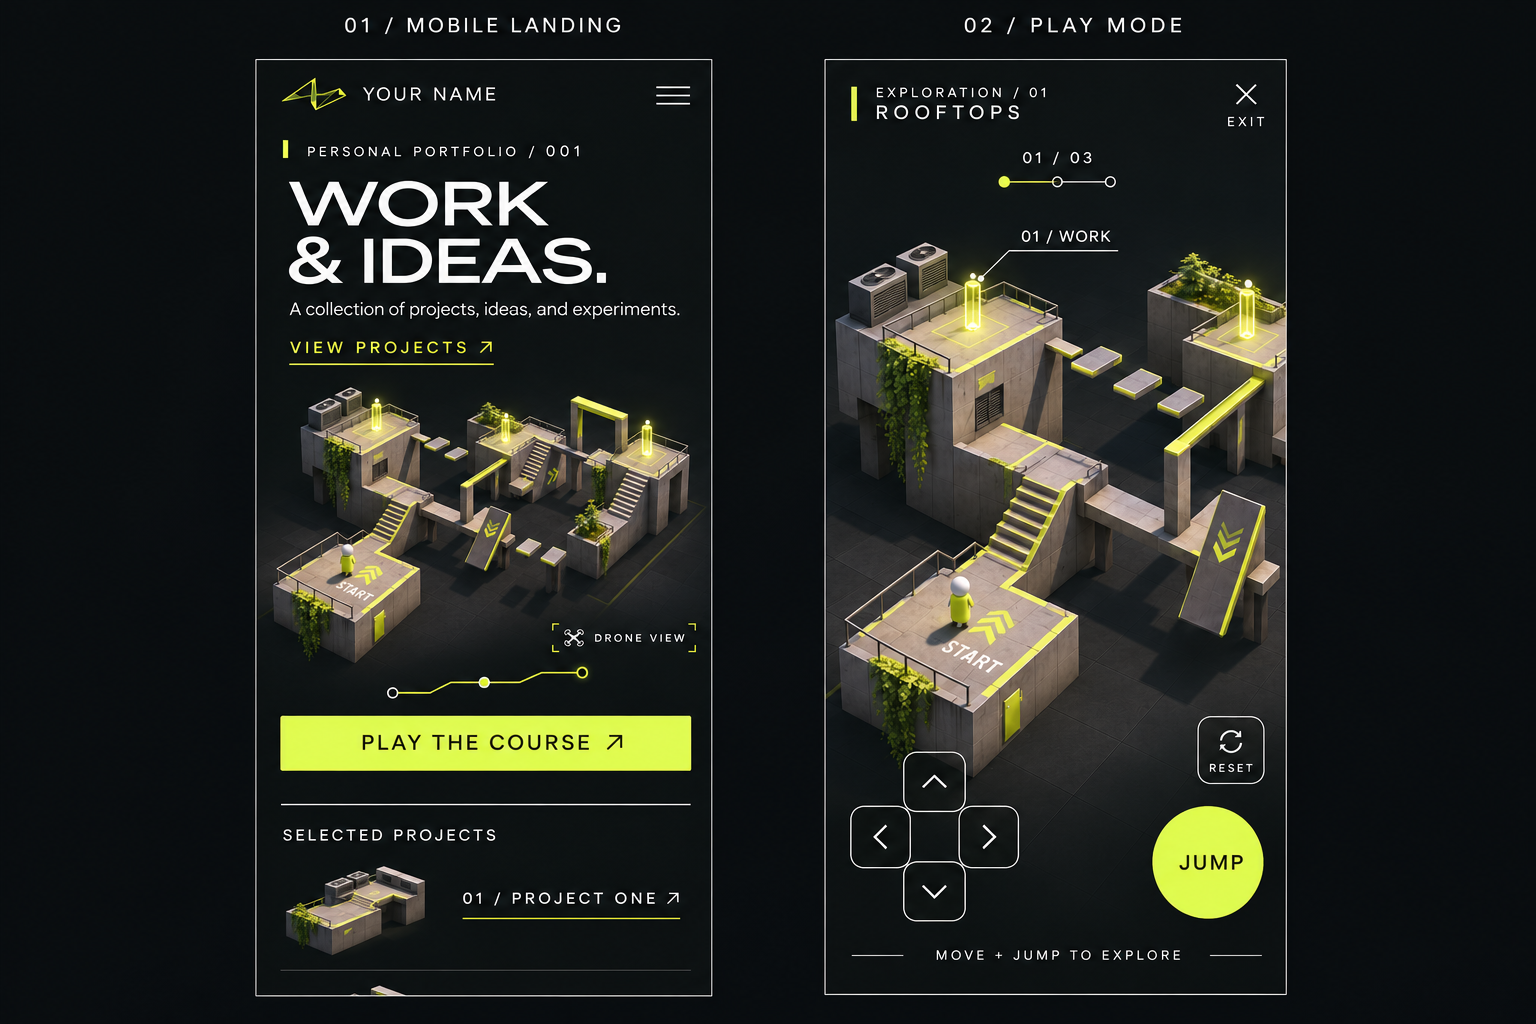 01 / MOBILE LANDING
YOUR NAME
PERSONAL PORTFOLIO / 001
WORK
& IDEAS.
A collection of projects, ideas, and experiments.
VIEW PROJECTS
START
DRONE VIEW
PLAY THE COURSE
SELECTED PROJECTS
01 / PROJECT ONE
02 / PLAY MODE
EXPLORATION / 01
ROOFTOPS
EXIT
01 / 03
01 / WORK
START
RESET
JUMP
MOVE + JUMP TO EXPLORE